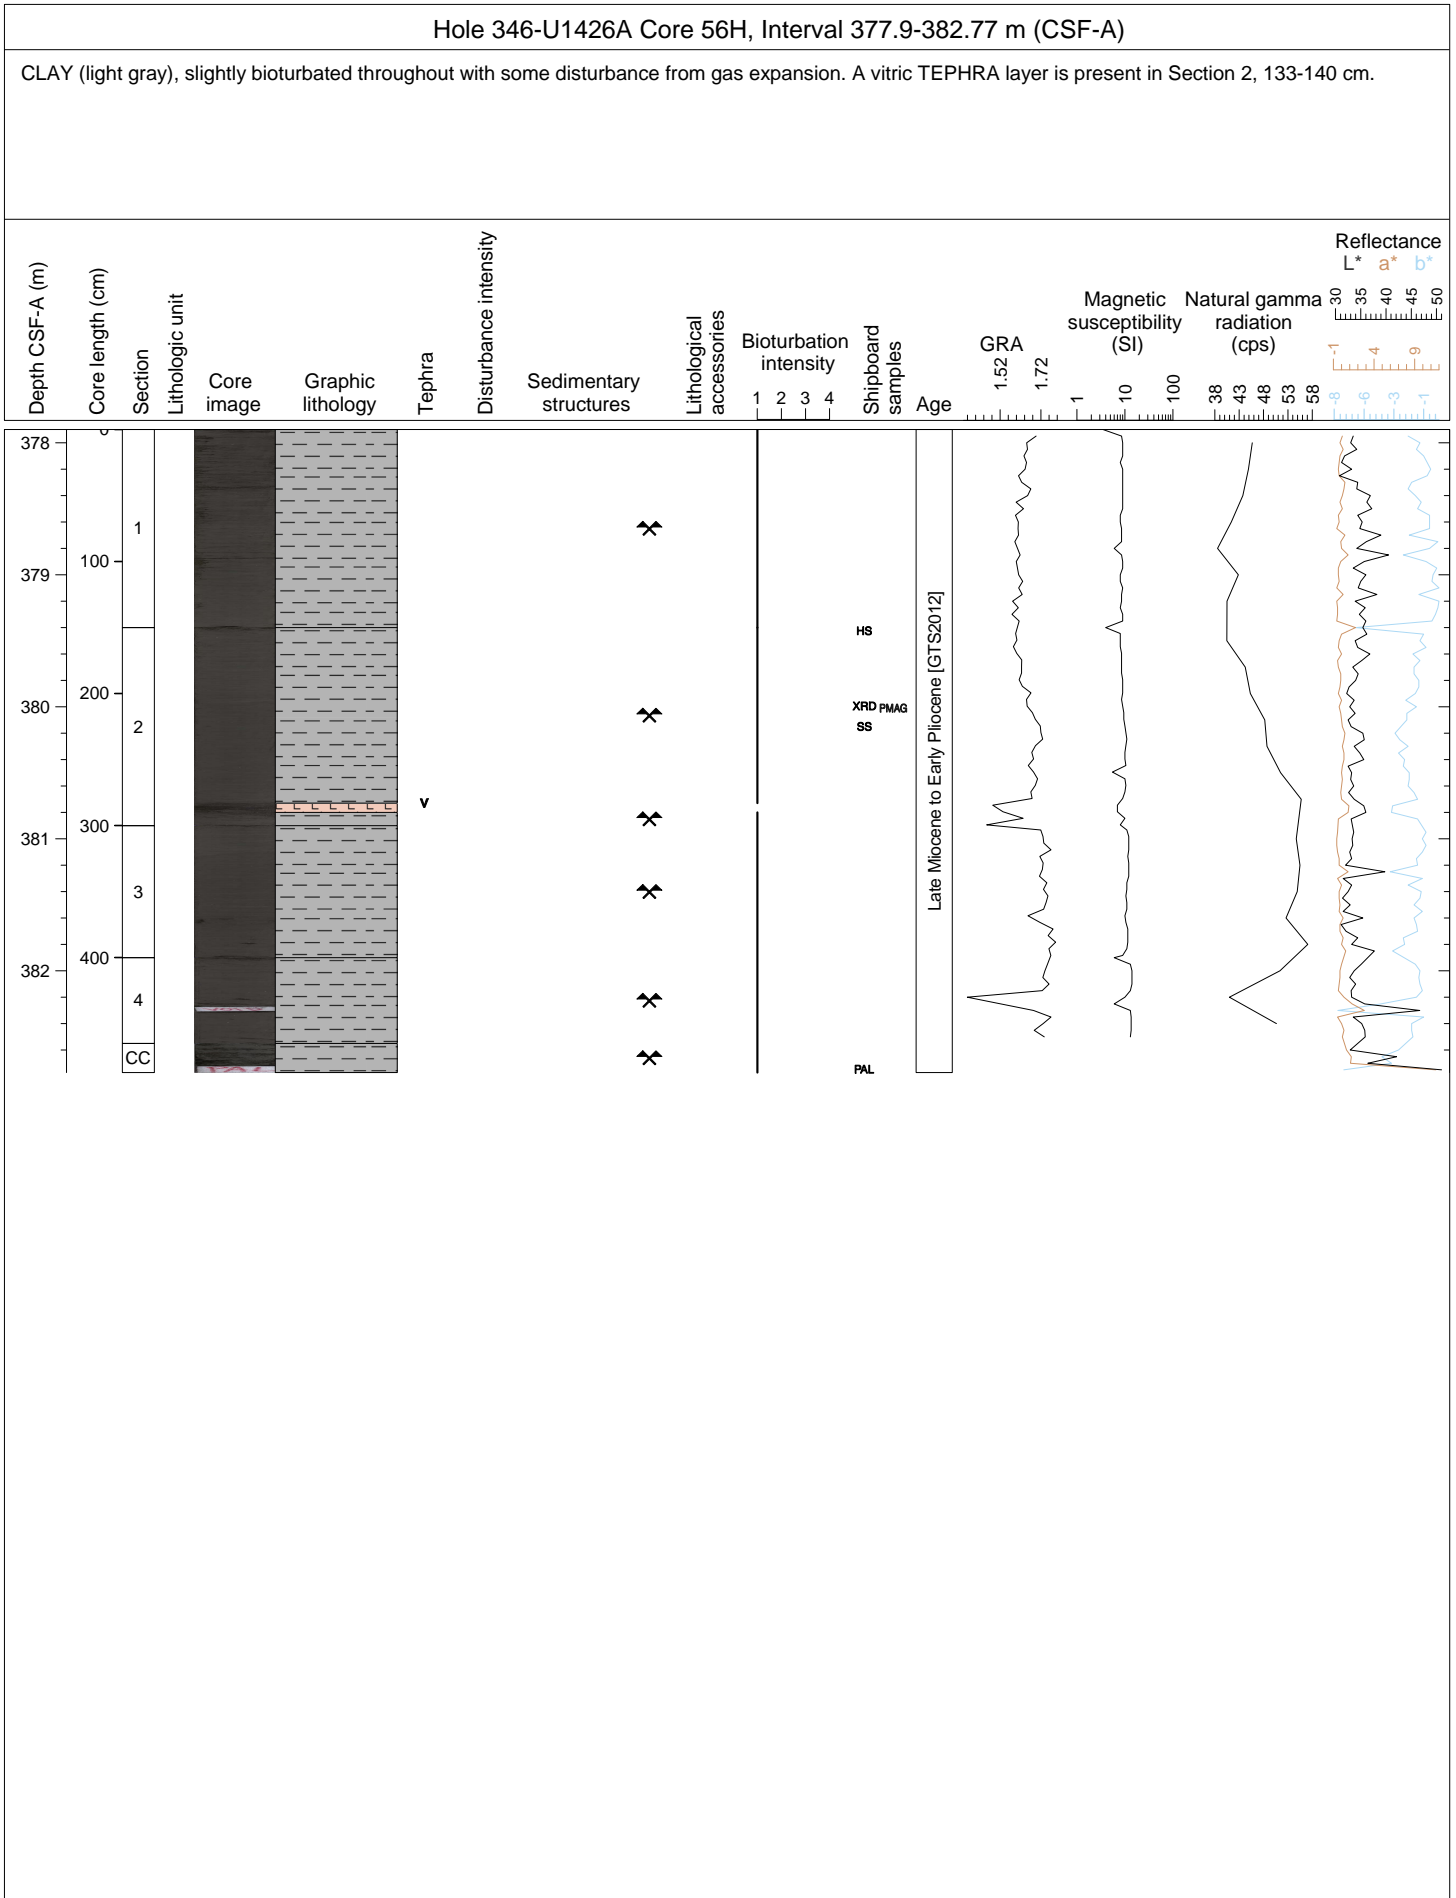 Hole 346-U1426A Core 56H, Interval 377.9-382.77 m (CSF-A)
CLAY (light gray), slightly bioturbated throughout with some disturbance from gas expansion. A vitric TEPHRA layer is present in Section 2, 133-140 cm.
Depth CSF-A (m)
Core length (cm)
Section
Lithologic unit
Core
image
Graphic
lithology
Tephra
Disturbance intensity
Sedimentary
structures
Lithological
accessories
Bioturbation
intensity
1 2 3 4
Shipboard
samples
Age
GRA
1.52
1.72
Magnetic
susceptibility
(SI)
1
10
100
Natural gamma
radiation
(cps)
38
43
48
53
58
Reflectance
L* a* b*
30
35
40
45
50
-1
4
9
-8
-6
-3
-1
378
379
380
381
382
0
100
200
300
400
1
2
3
4
CC
V
HS
XRD PMAG
SS
PAL
Late Miocene to Early Pliocene [GTS2012]
PAL